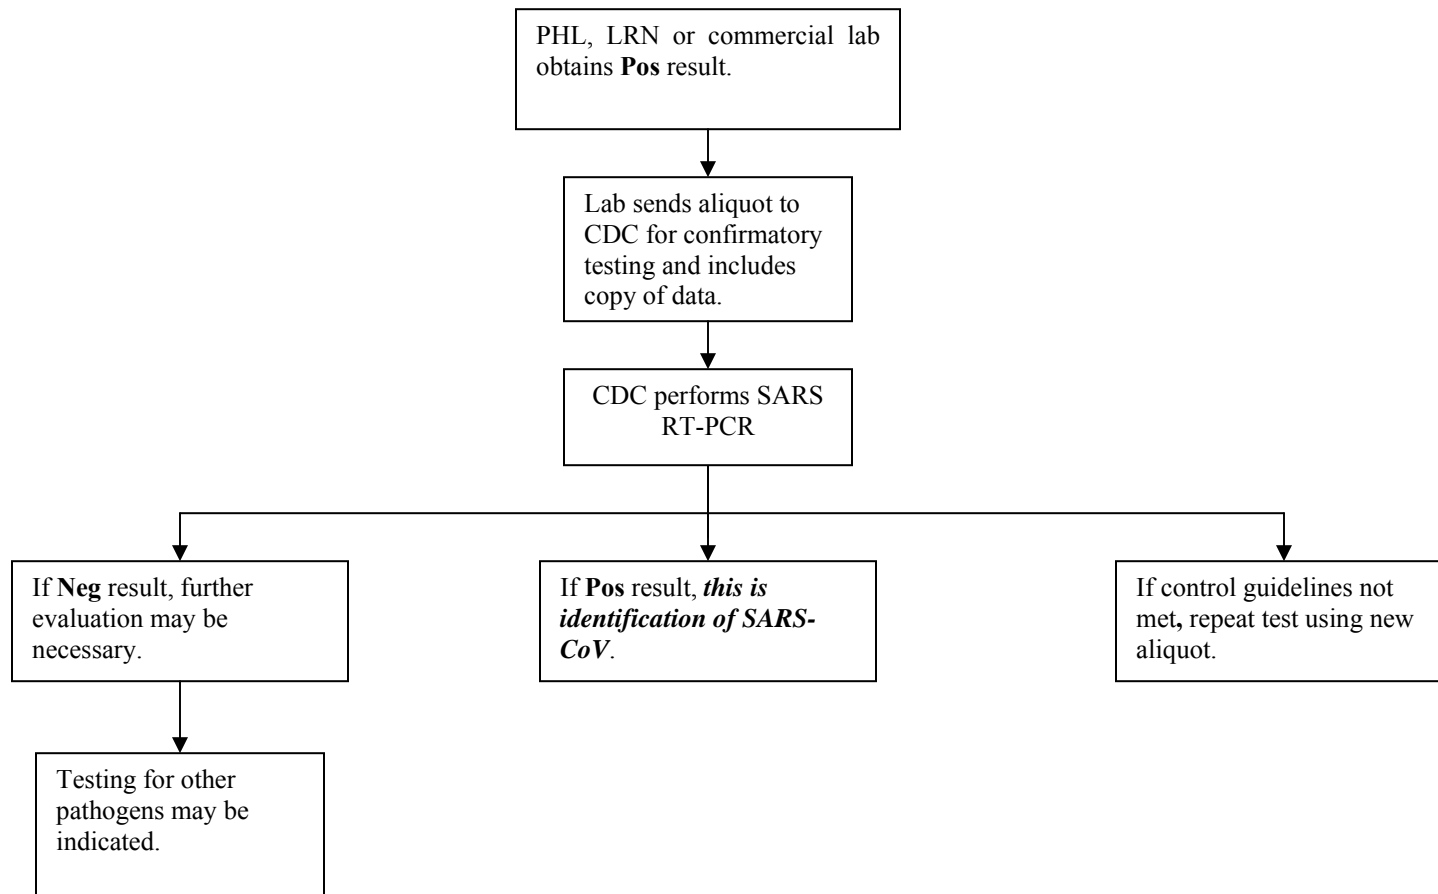 PHL, LRN or commercial lab
obtains Pos result.
Lab sends aliquot to
CDC for confirmatory
testing and includes
copy of data.
CDC performs SARS
RT-PCR
If Neg result, further
evaluation may be
necessary.
If Pos result, this is
identification of SARS-
CoV.
If control guidelines not
met, repeat test using new
aliquot.
Testing for other
pathogens may be
indicated.